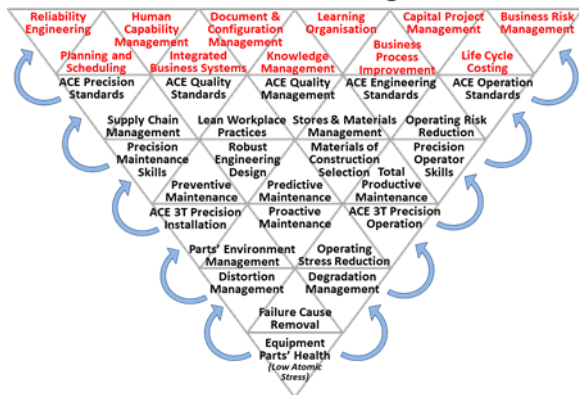 Reliability Engineering
Human Capability Management
Document & Configuration Management
Learning Organisation
Capital Project Management
Business Risk Management
Planning and Scheduling
Integrated Business Systems
Knowledge Management
Business Process Improvement
Life Cycle Costing
ACE Precision Standards
ACE Quality Standards
ACE Quality Management
ACE Engineering Standards
ACE Operation Standards
Supply Chain Management
Lean Workplace Practices
Stores & Materials Management
Operating Risk Reduction
Precision Maintenance Skills
Robust Engineering Design
Materials of Construction Selection
Precision Operator Skills
Preventive Maintenance
Predictive Maintenance
Total Productive Maintenance
ACE 3T Precision Installation
Proactive Maintenance
ACE 3T Precision Operation
Parts' Environment Management
Operating Stress Reduction
Distortion Management
Degradation Management
Failure Cause Removal
Equipment Parts' Health
(Low Atomic Stress)